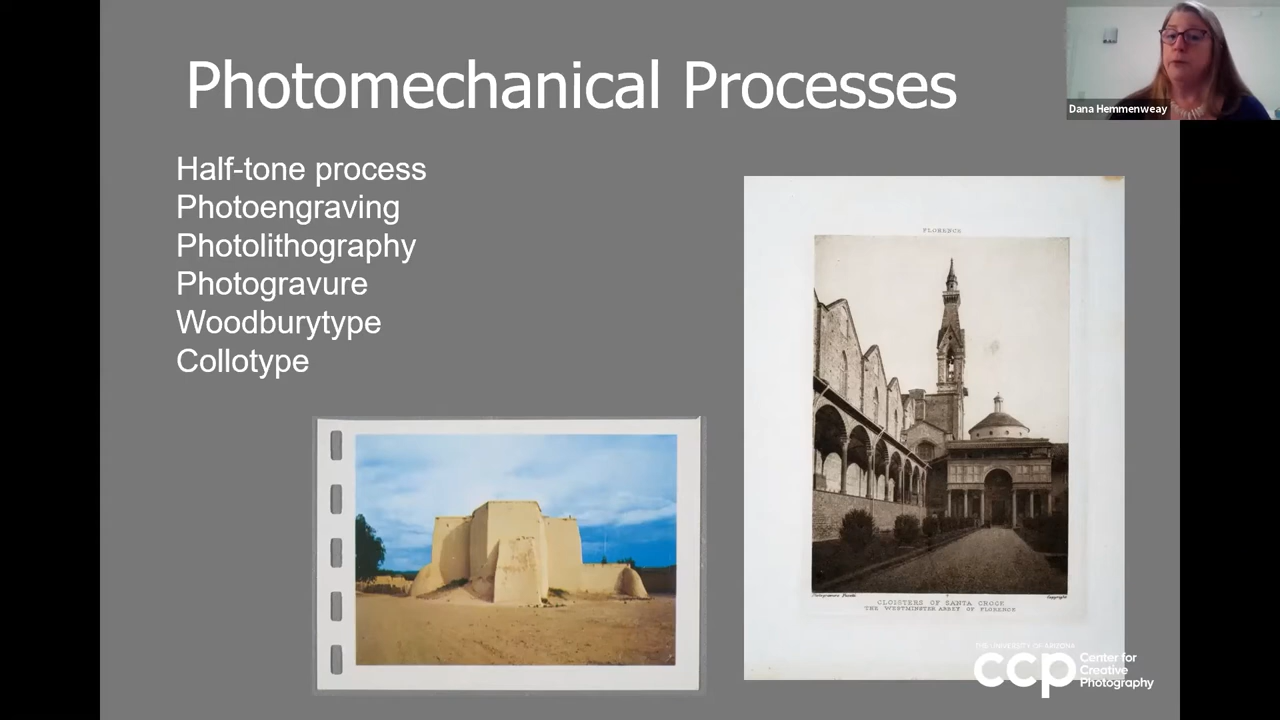 Photomechanical Processes
Dana Hemmenweay
Half-tone process
Photoengraving
Photolithography
Photogravure
Woodburytype
Collotype
FLORENCE
CLOISTERS OF SANTA CROCE
THE WESTMINSTER ABBEY OF FLORENCE
Copyright
THE UNIVERSITY OF ARIZONA
ccp
Center for
Creative
Photography